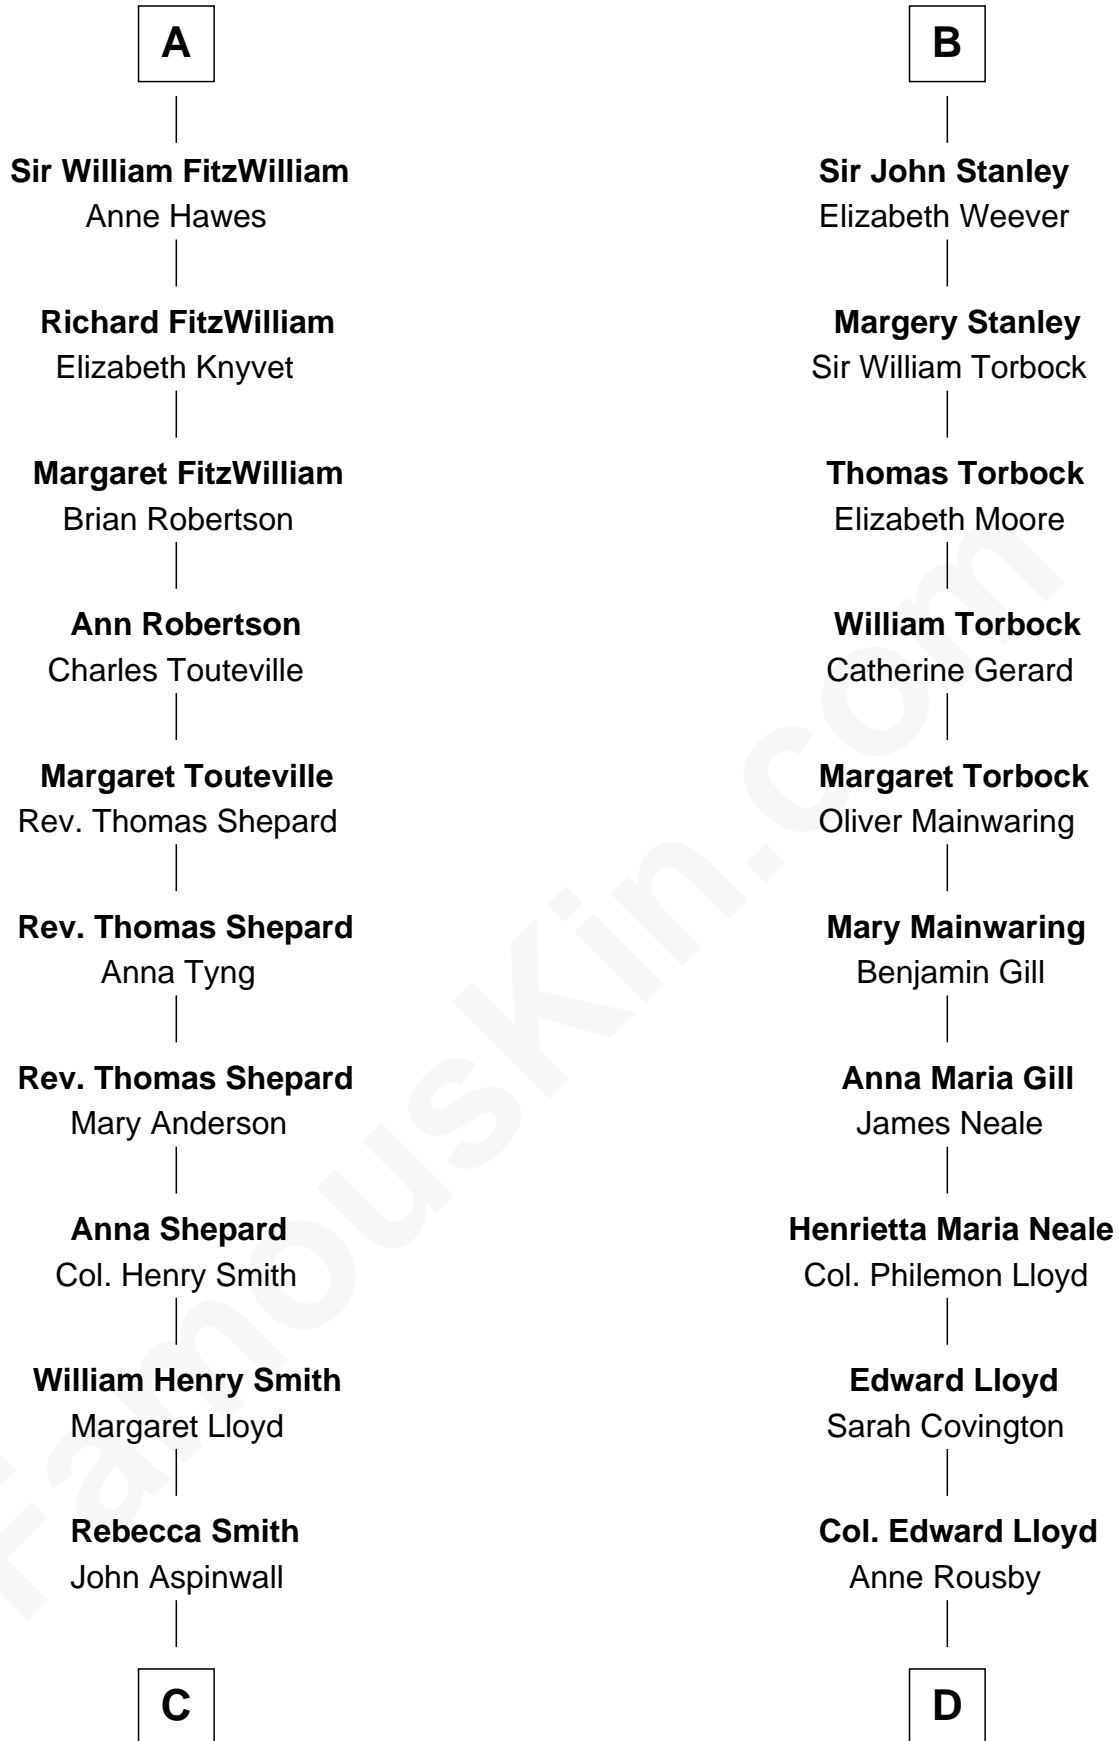 A
Sir William FitzWilliam
Anne Hawes
Richard FitzWilliam
Elizabeth Knyvet
Margaret FitzWilliam
Brian Robertson
Ann Robertson
Charles Touteville
Margaret Touteville
Rev. Thomas Shepard
Rev. Thomas Shepard
Anna Tyng
Rev. Thomas Shepard
Mary Anderson
Anna Shepard
Col. Henry Smith
William Henry Smith
Margaret Lloyd
Rebecca Smith
John Aspinwall
C
B
Sir John Stanley
Elizabeth Weever
Margery Stanley
Sir William Torbock
Thomas Torbock
Elizabeth Moore
William Torbock
Catherine Gerard
Margaret Torbock
Oliver Mainwaring
Mary Mainwaring
Benjamin Gill
Anna Maria Gill
James Neale
Henrietta Maria Neale
Col. Philemon Lloyd
Edward Lloyd
Sarah Covington
Col. Edward Lloyd
Anne Rousby
D
FamousKin.com